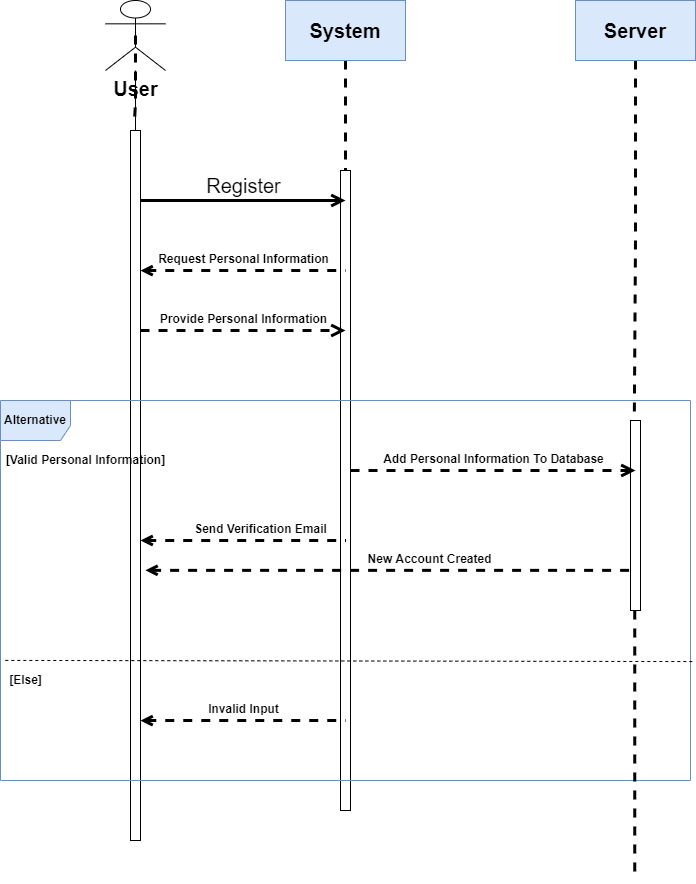 System
Server
User
Register
Request Personal Information
Provide Personal Information
Alternative
[Valid Personal Information]
Add Personal Information To Database
Send Verification Email
New Account Created
[Else]
Invalid Input